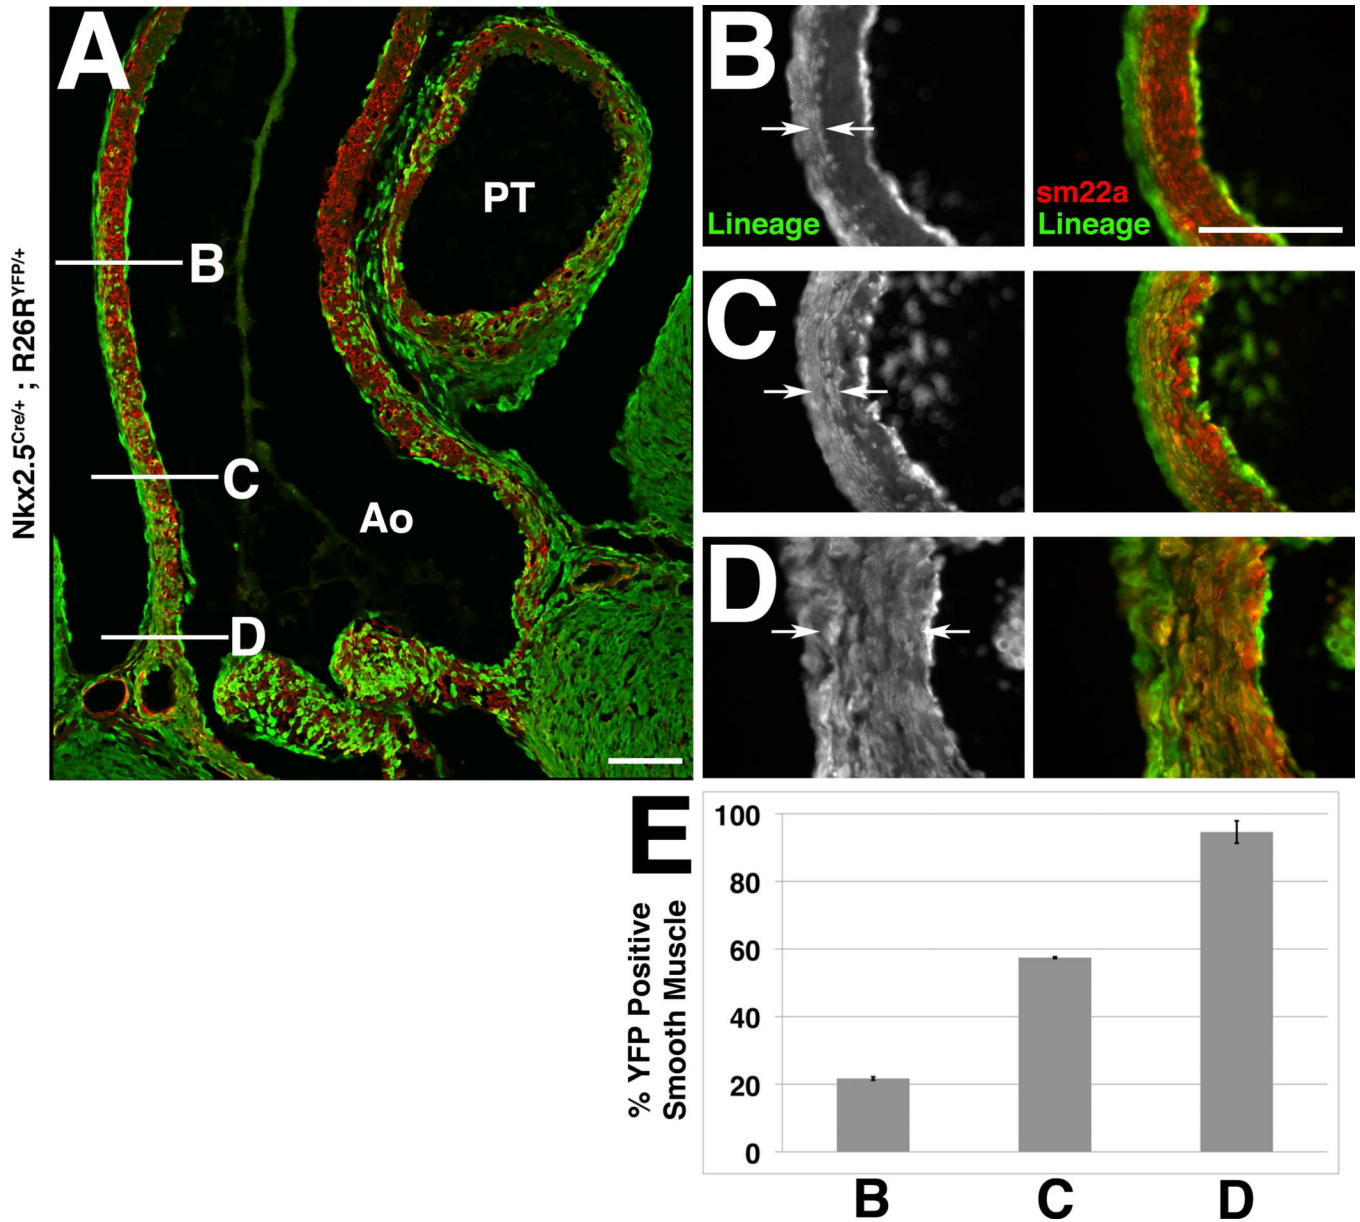 Nkx2.5Cre/+ ; R26RYFP/+
A
PT
B
C
Ao
D
B
Lineage
sm22a
Lineage
C
D
E
% YFP Positive
Smooth Muscle
100
80
60
40
20
0
B
C
D